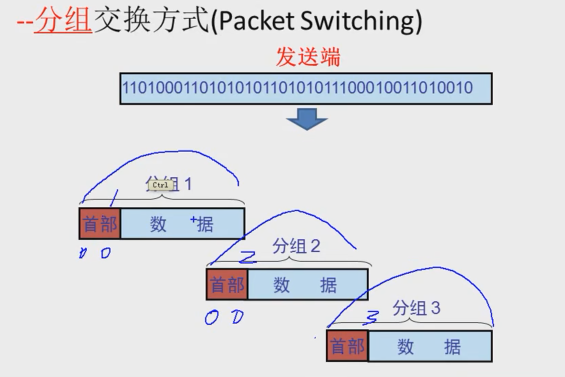 --分组交换方式(Packet Switching)
发送端
1101000110101010110101011100010011010010
分组 1
Ctrl
1
首部 数 据
0 0
分组 2
2
首部 数 据
0 0
分组 3
3
首部 数 据